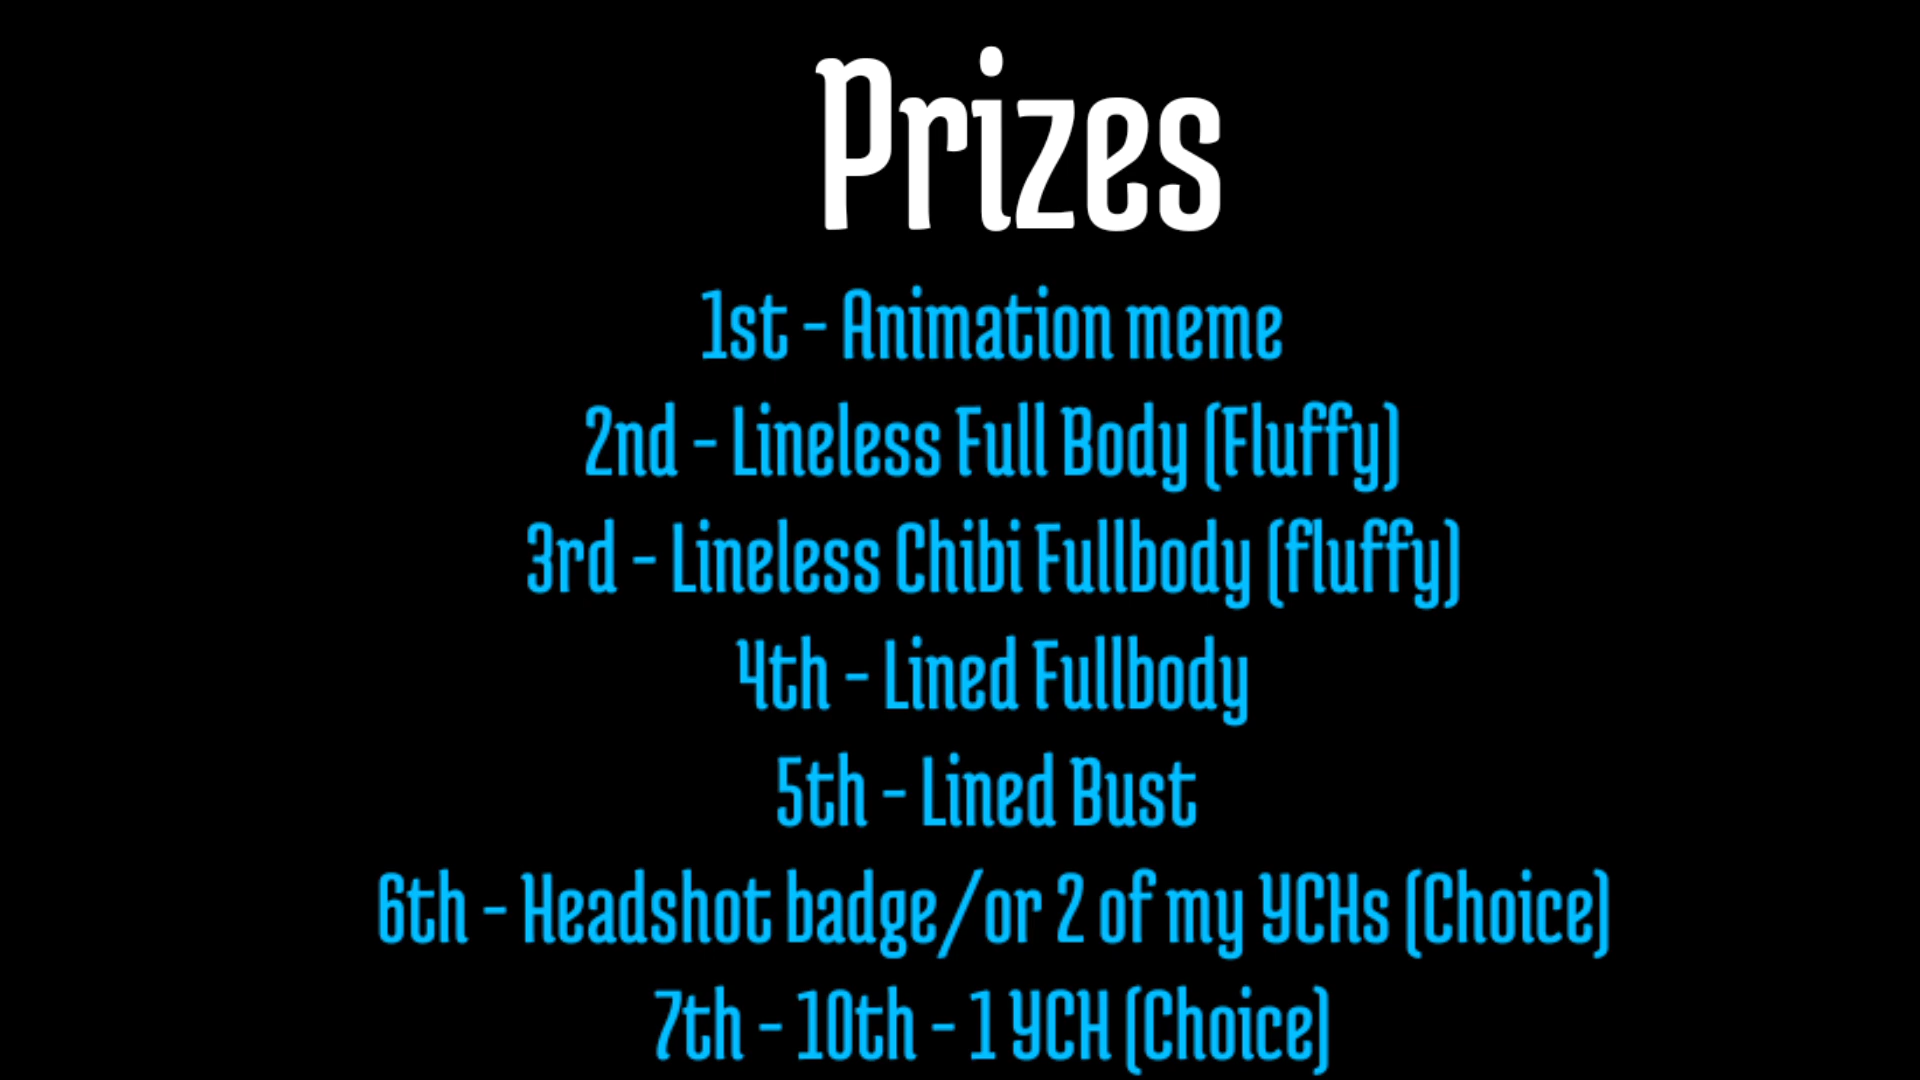 Prizes
1st - Animation meme
2nd - Lineless Full Body (Fluffy)
3rd - Lineless Chibi Fullbody (fluffy)
4th - Lined Fullbody
5th - Lined Bust
6th - Headshot badge/or 2 of my YCHs (Choice)
7th - 10th - 1 YCH (Choice)